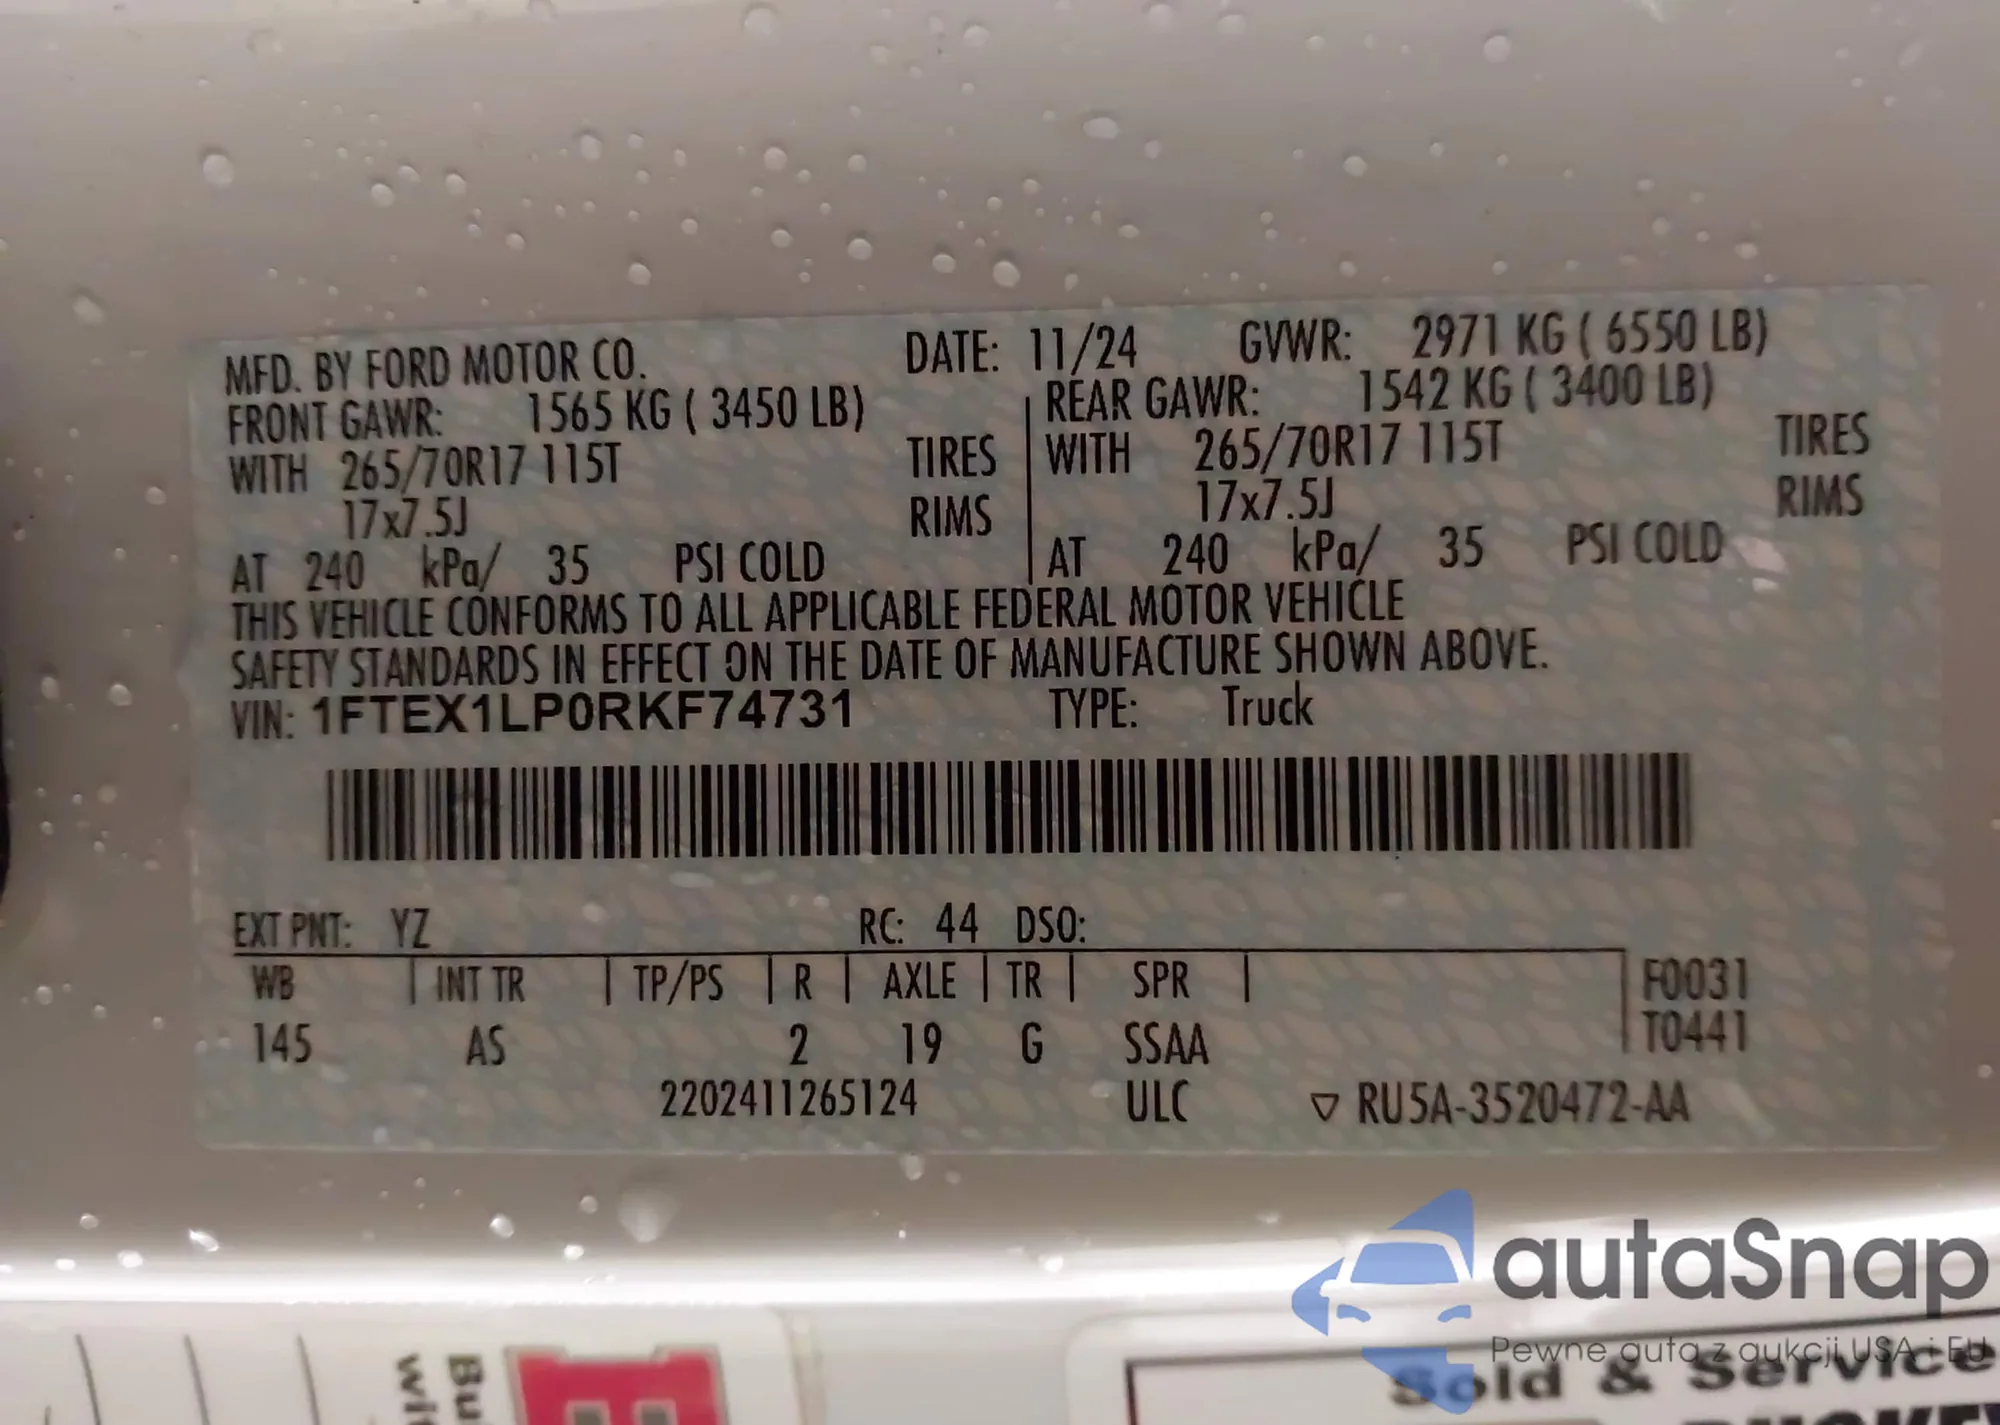 MFD. BY FORD MOTOR CO. DATE: 11/24 GVWR: 2971 KG ( 6550 LB)
FRONT GAWR: 1565 KG ( 3450 LB) REAR GAWR: 1542 KG ( 3400 LB)
WITH 265/70R17 115T TIRES WITH 265/70R17 115T TIRES
17x7.5J RIMS 17x7.5J RIMS
AT 240 kPa/ 35 PSI COLD AT 240 kPa/ 35 PSI COLD
THIS VEHICLE CONFORMS TO ALL APPLICABLE FEDERAL MOTOR VEHICLE
SAFETY STANDARDS IN EFFECT ON THE DATE OF MANUFACTURE SHOWN ABOVE.
VIN: 1FTEX1LP0RKF74731 TYPE: Truck
EXT PNT: YZ RC: 44 DSO:
WB INT TR TP/PS R AXLE TR SPR F0031
145 AS 2 19 G SSAA T0441
2202411265124 ULC ▽ RU5A-3520472-AA
autaSnap
Pewne auta z aukcji USA i EU
Sold & Service